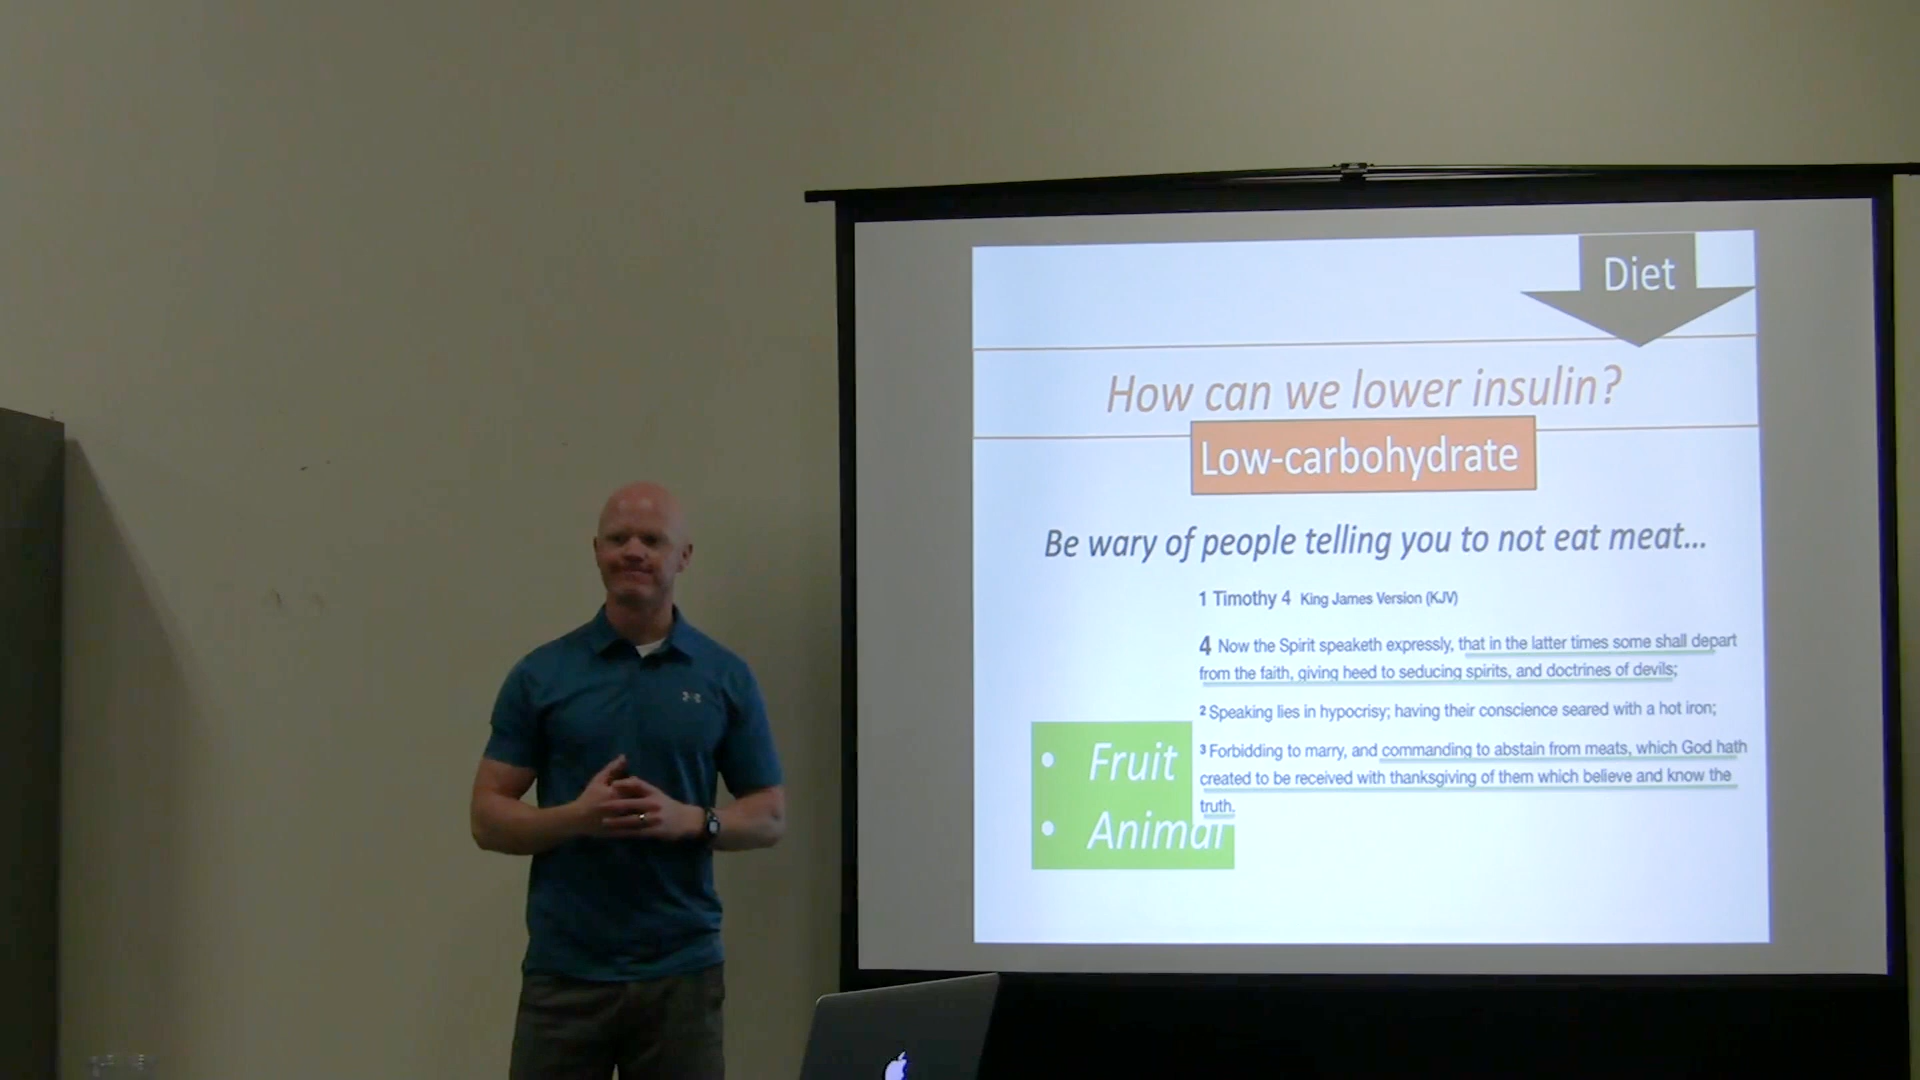 Diet
How can we lower insulin?
Low-carbohydrate
Be wary of people telling you to not eat meat...
1 Timothy 4 King James Version (KJV)
4 Now the Spirit speaketh expressly, that in the latter times some shall depart
from the faith, giving heed to seducing spirits, and doctrines of devils;
2 Speaking lies in hypocrisy; having their conscience seared with a hot iron;
3 Forbidding to marry, and commanding to abstain from meats, which God hath
created to be received with thanksgiving of them which believe and know the
truth.
• Fruit
• Animal